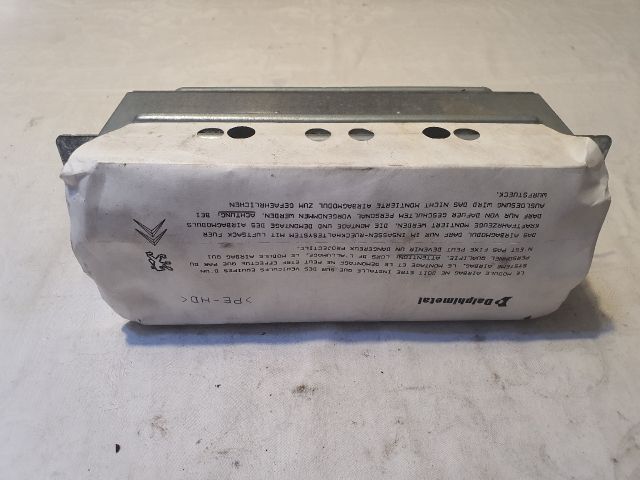 Dalphimetal
>PE-HD<
LE MODULE AIRBAG NE DOIT ETRE INSTALLE QUE SUR DES VEHICULES EQUIPES D'UN
SYSTEME AIRBAG. LE MONTAGE ET LE DEMONTAGE NE PEUT ETRE EFFECTUE QUE PAR DU
PERSONNEL QUALIFIE. ATTENTION: LORS DE L'ALLUMAGE, LE MODULE AIRBAG QUI
N'EST PAS FIXE PEUT DEVENIR UN DANGEREUX PROJECTILE.
DAS AIRBAGMODUL DARF NUR IM INSASSEN-RUECKHALTESYSTEM MIT LUFTSACK FUER
KRAFTFAHRZEUGE MONTIERT WERDEN. DIE MONTAGE UND DEMONTAGE DES AIRBAGMODULS
DARF NUR VON DAFUER GESCHULTEM PERSONAL VORGENOMMEN WERDEN. ACHTUNG: BEI
AUSLOESUNG WIRD DAS NICHT MONTIERTE AIRBAGMODUL ZUM GEFAEHRLICHEN
WURFSTUECK.